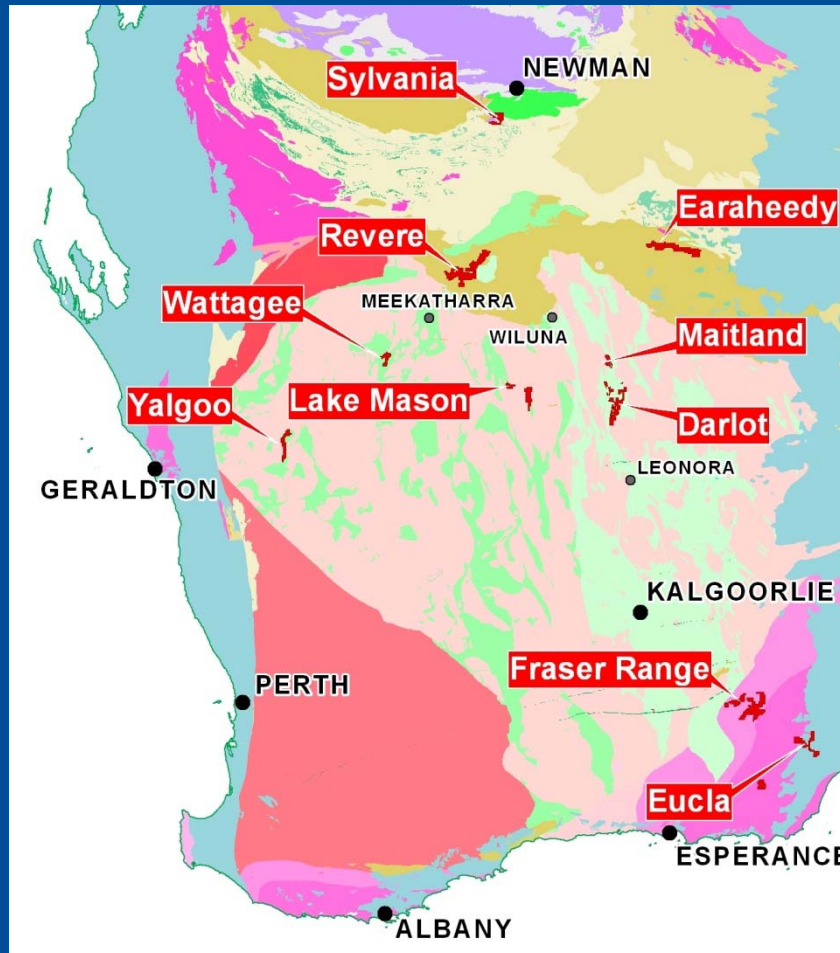 NEWMAN
Sylvania
Earaheedy
Revere
MEEKATHARRA
Wattagee
WILUNA
Maitland
Lake Mason
Yalgoo
Darlot
LEONORA
GERALDTON
KALGOORLIE
Fraser Range
PERTH
Eucla
ESPERANCE
ALBANY